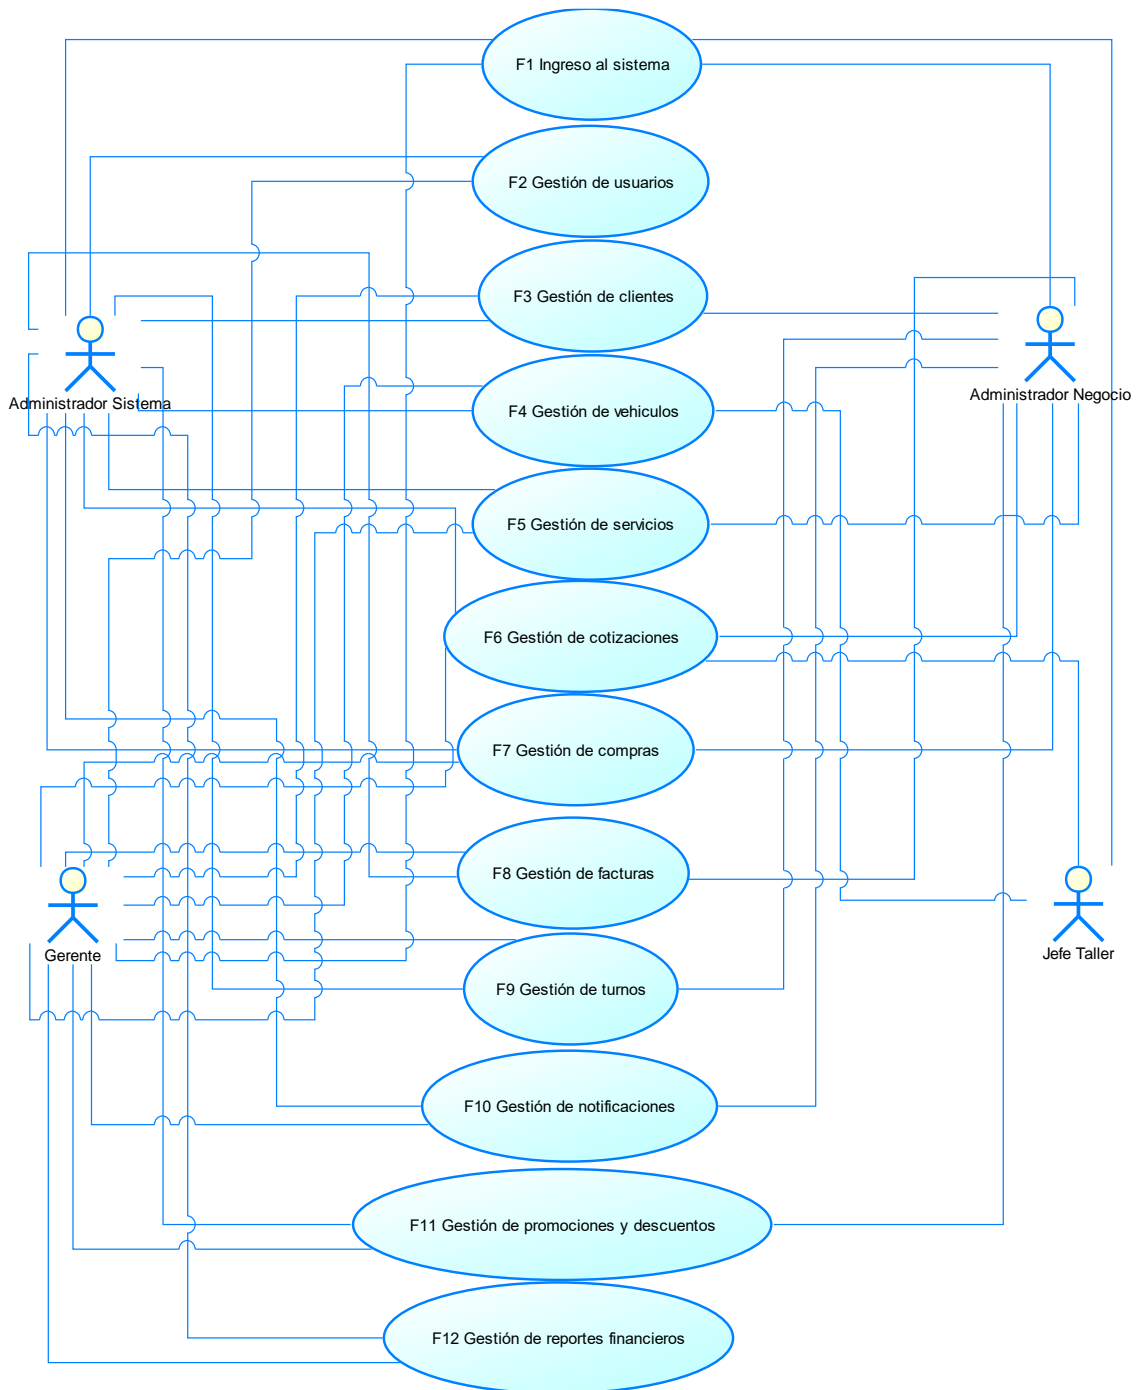 F1 Ingreso al sistema
F2 Gestión de usuarios
F3 Gestión de clientes
Administrador Sistema
Administrador Negocio
F4 Gestión de vehiculos
F5 Gestión de servicios
F6 Gestión de cotizaciones
F7 Gestión de compras
F8 Gestión de facturas
Gerente
Jefe Taller
F9 Gestión de turnos
F10 Gestión de notificaciones
F11 Gestión de promociones y descuentos
F12 Gestión de reportes financieros